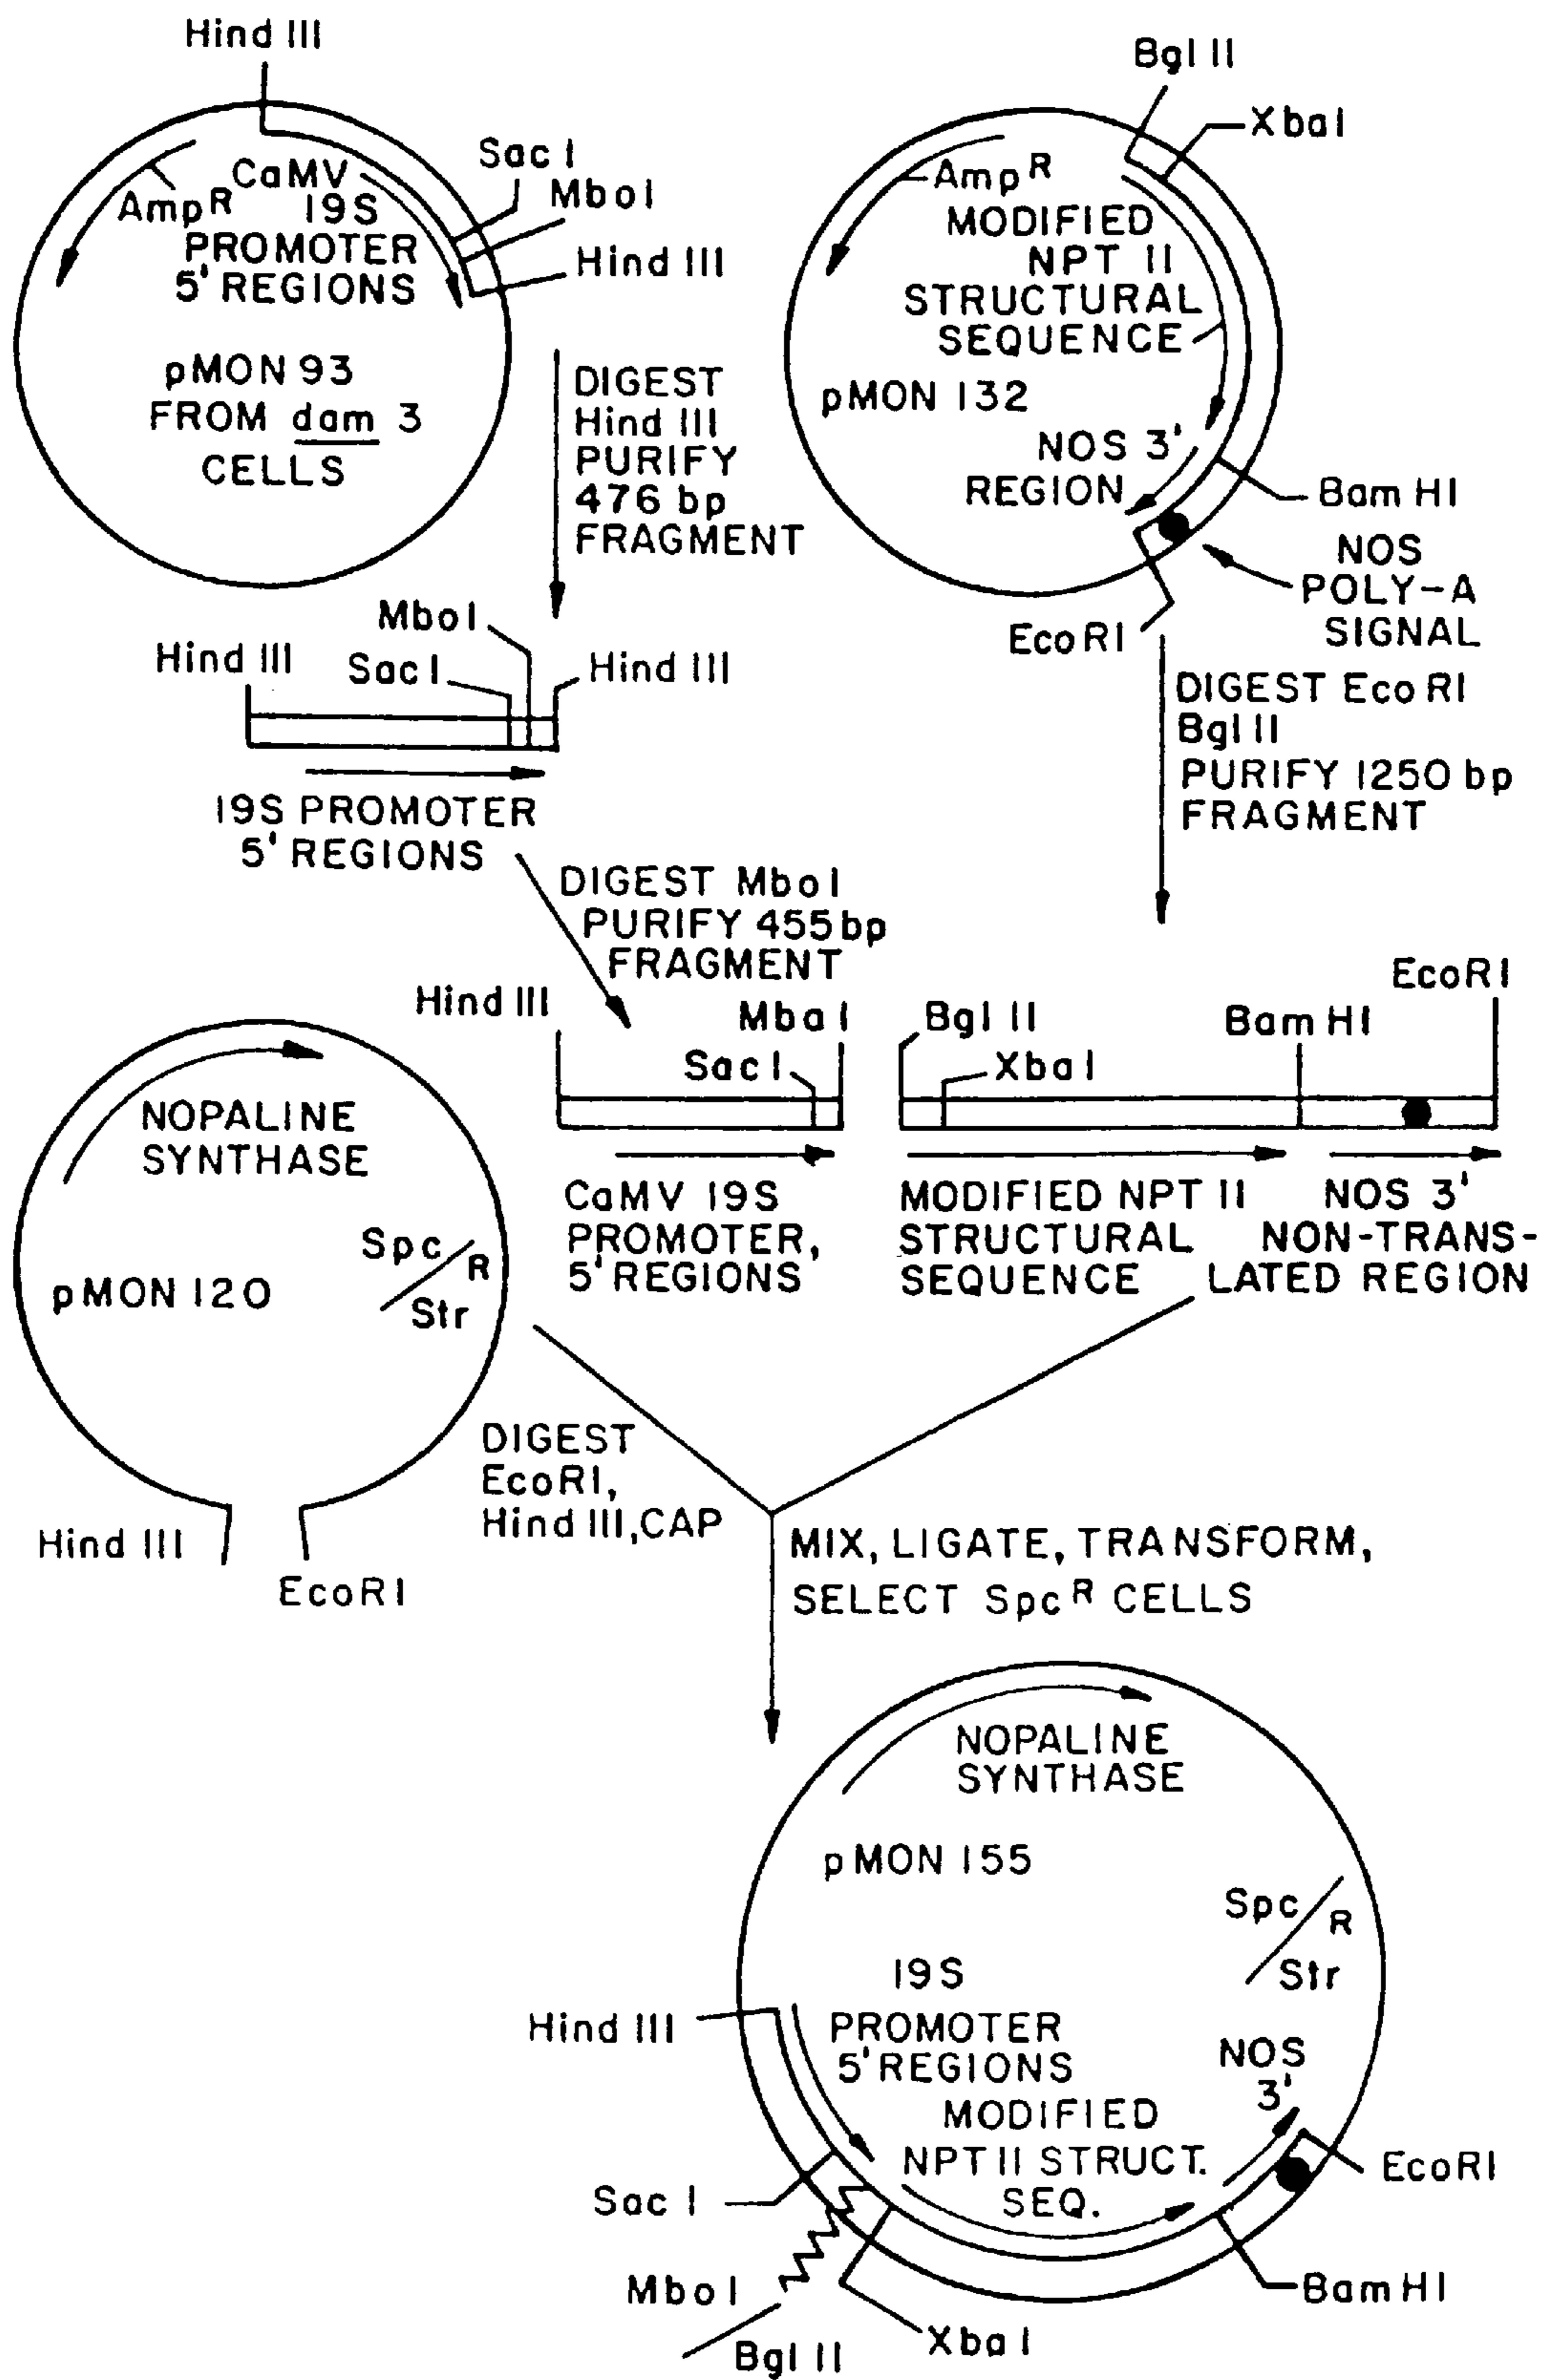 Hind III
Sac I
Mbo I
Hind III
CaMV
19S
PROMOTER
5' REGIONS
Amp R
pMON 93
FROM dam 3
CELLS
DIGEST
Hind III
PURIFY
476 bp
FRAGMENT
Bgl II
Xba I
Amp R
MODIFIED
NPT II
STRUCTURAL
SEQUENCE
pMON 132
NOS 3'
REGION
Bam HI
NOS
POLY-A
SIGNAL
Eco RI
Hind III
Sac I
Mbo I
Hind III
19S PROMOTER
5' REGIONS
DIGEST Eco RI
Bgl II
PURIFY 1250 bp
FRAGMENT
DIGEST Mbo I
PURIFY 455 bp
FRAGMENT
Hind III
Sac I
Mba I
Bgl II
Xba I
Bam HI
EcoRI
CaMV 19S
PROMOTER,
5' REGIONS
MODIFIED NPT II
STRUCTURAL
SEQUENCE
NOS 3'
NON-TRANS-
LATED REGION
NOPALINE
SYNTHASE
Spc
R
Str
pMON 120
Hind III
EcoRI
DIGEST
EcoRI,
Hind III, CAP
MIX, LIGATE, TRANSFORM,
SELECT Spc R CELLS
NOPALINE
SYNTHASE
pMON 155
Spc
R
Str
19S
PROMOTER
5' REGIONS
Hind III
NOS
3'
MODIFIED
NPT II STRUCT.
SEQ.
EcoRI
Sac I
Mbo I
Bgl II
Xba I
Bam HI